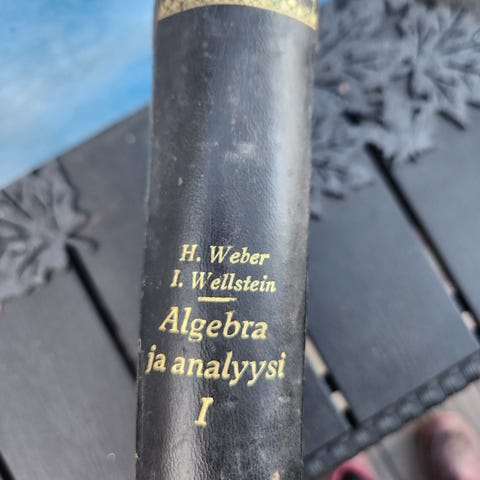 H. Weber
I. Wellstein
Algebra
ja analyysi
I